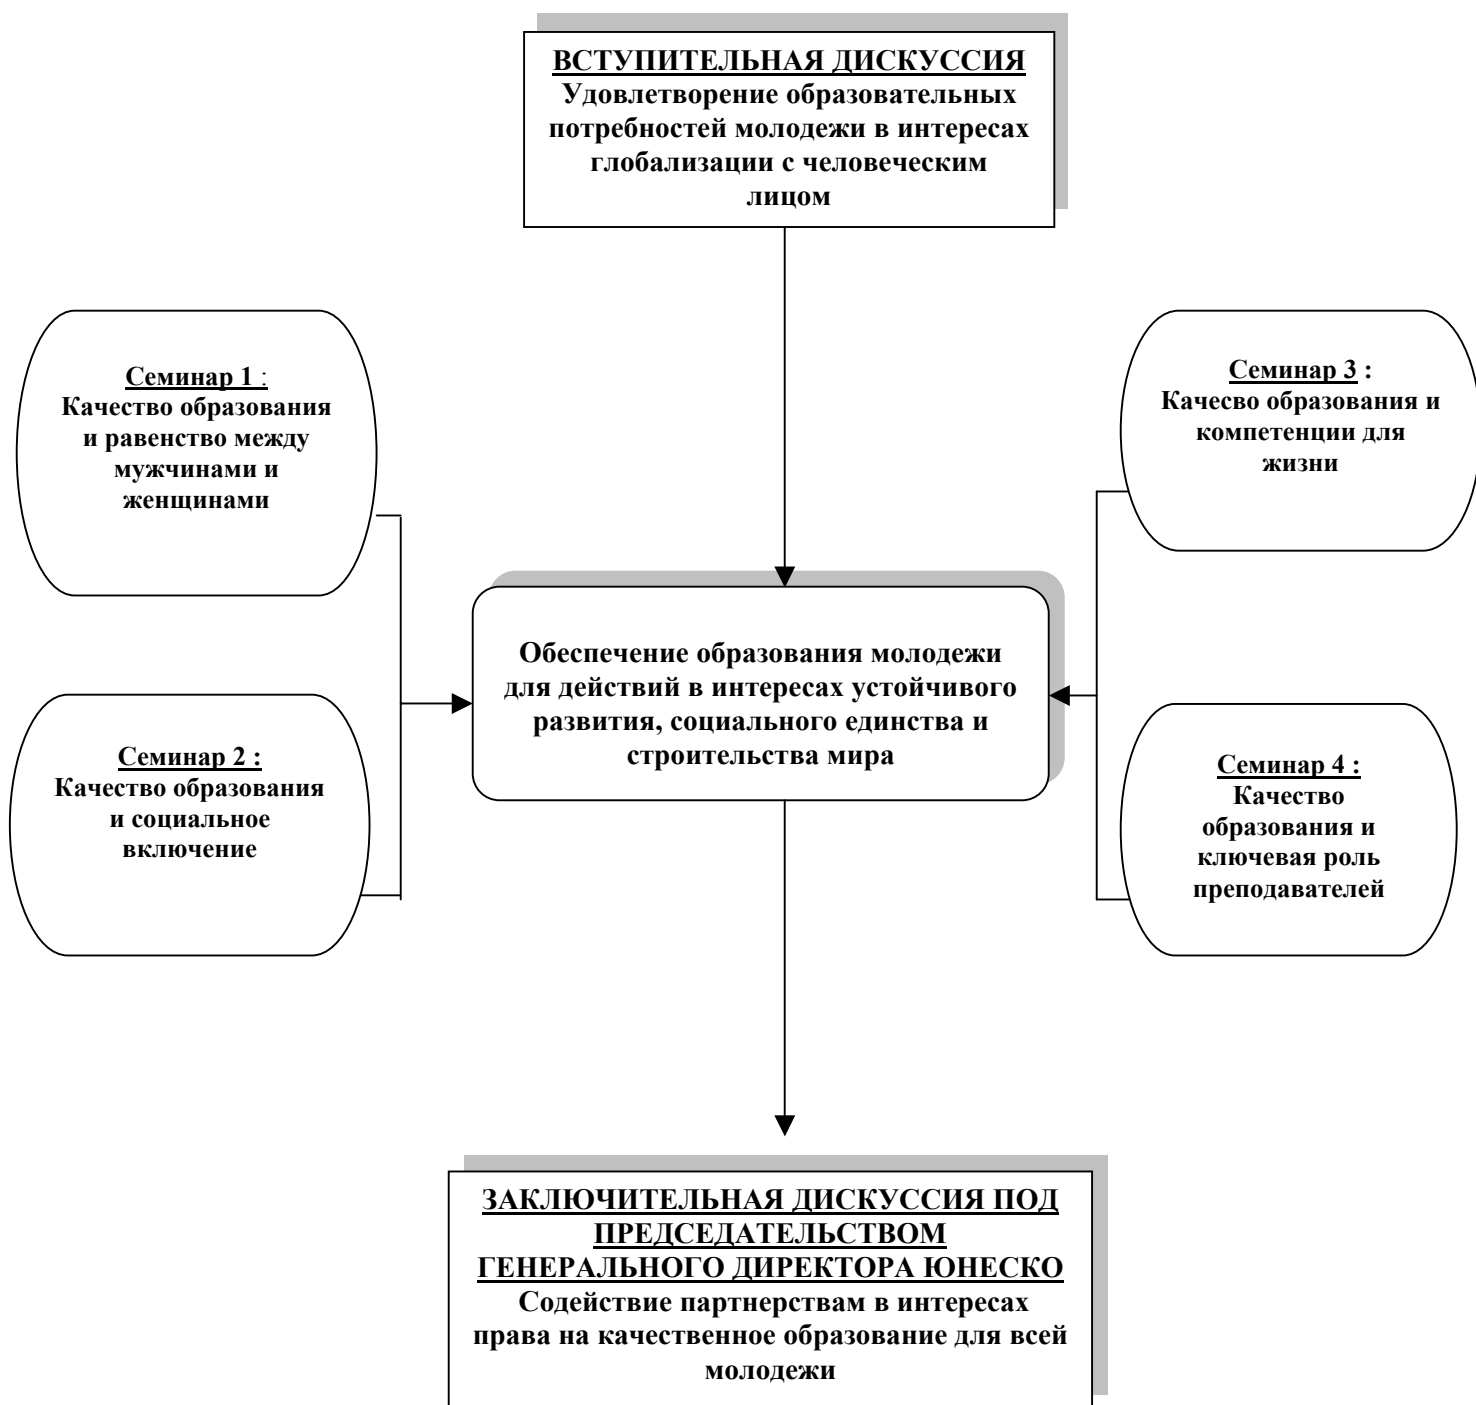 ВСТУПИТЕЛЬНАЯ ДИСКУССИЯ
Удовлетворение образовательных
потребностей молодежи в интересах
глобализации с человеческим
лицом
Семинар 1 :
Качество образования
и равенство между
мужчинами и
женщинами
Семинар 3 :
Качесво образования и
компетенции для
жизни
Обеспечение образования молодежи
для действий в интересах устойчивого
развития, социального единства и
строительства мира
Семинар 2 :
Качество образования
и социальное
включение
Семинар 4 :
Качество
образования и
ключевая роль
преподавателей
ЗАКЛЮЧИТЕЛЬНАЯ ДИСКУССИЯ ПОД
ПРЕДСЕДАТЕЛЬСТВОМ
ГЕНЕРАЛЬНОГО ДИРЕКТОРА ЮНЕСКО
Содействие партнерствам в интересах
права на качественное образование для всей
молодежи